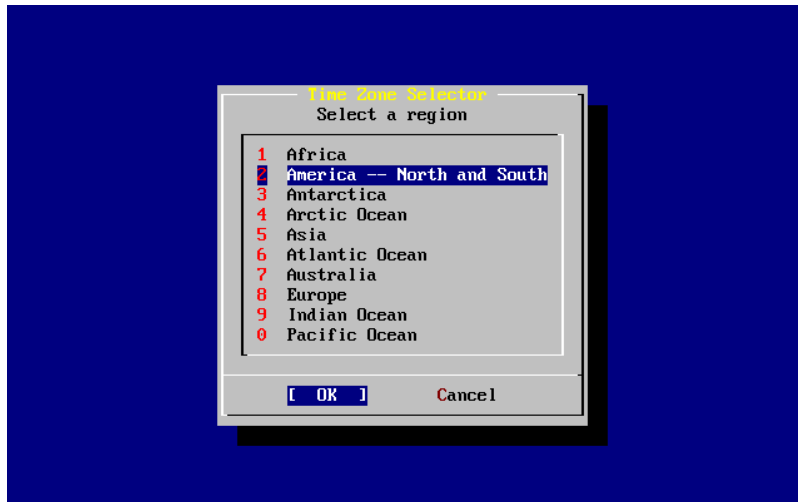 Time Zone Selector
Select a region
1 Africa
2 America -- North and South
3 Antarctica
4 Arctic Ocean
5 Asia
6 Atlantic Ocean
7 Australia
8 Europe
9 Indian Ocean
0 Pacific Ocean
[ OK ] Cancel